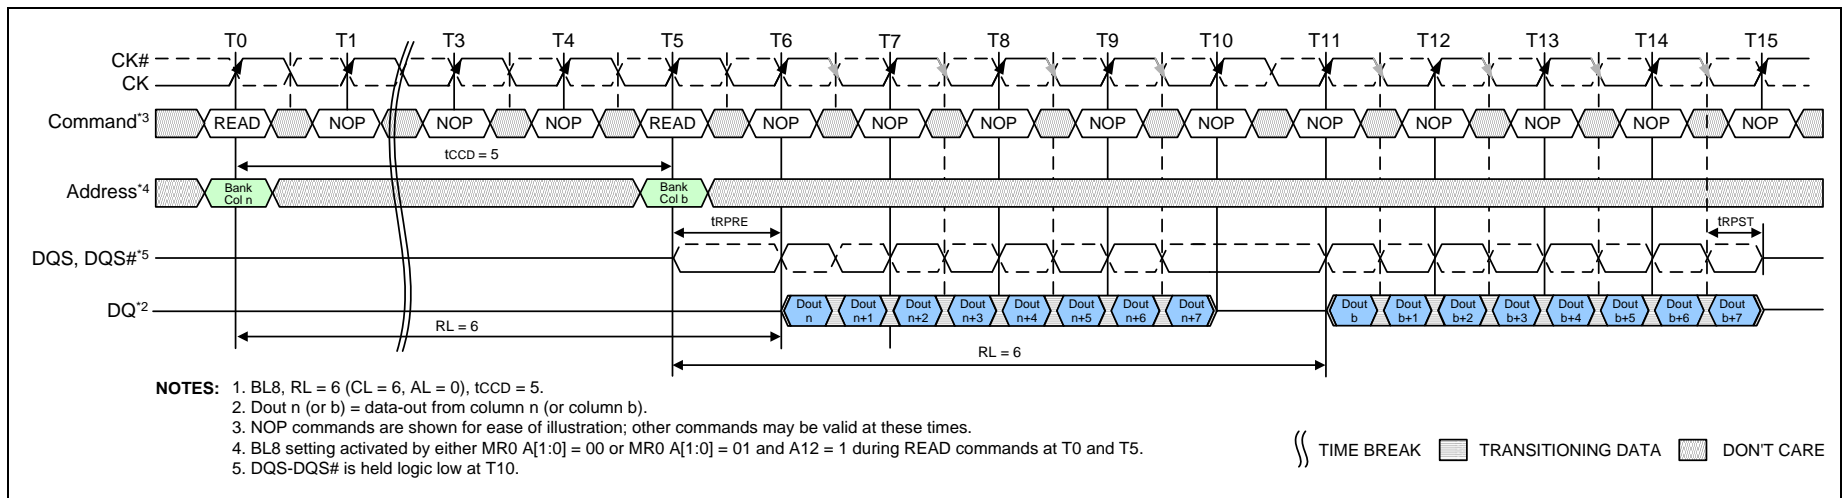 T0 T1 T3 T4 T5 T6 T7 T8 T9 T10 T11 T12 T13 T14 T15
CK#
CK
Command*3 READ NOP NOP NOP READ NOP NOP NOP NOP NOP NOP NOP NOP NOP NOP
tCCD = 5
Address*4 Bank Col n Bank Col b
tRPRE tRPST
DQS, DQS#*5
DQ*2 Dout n Dout n+1 Dout n+2 Dout n+3 Dout n+4 Dout n+5 Dout n+6 Dout n+7 Dout b Dout b+1 Dout b+2 Dout b+3 Dout b+4 Dout b+5 Dout b+6 Dout b+7
RL = 6
RL = 6
NOTES: 1. BL8, RL = 6 (CL = 6, AL = 0), tCCD = 5.
2. Dout n (or b) = data-out from column n (or column b).
3. NOP commands are shown for ease of illustration; other commands may be valid at these times.
4. BL8 setting activated by either MR0 A[1:0] = 00 or MR0 A[1:0] = 01 and A12 = 1 during READ commands at T0 and T5.
5. DQS-DQS# is held logic low at T10.
TIME BREAK TRANSITIONING DATA DON'T CARE